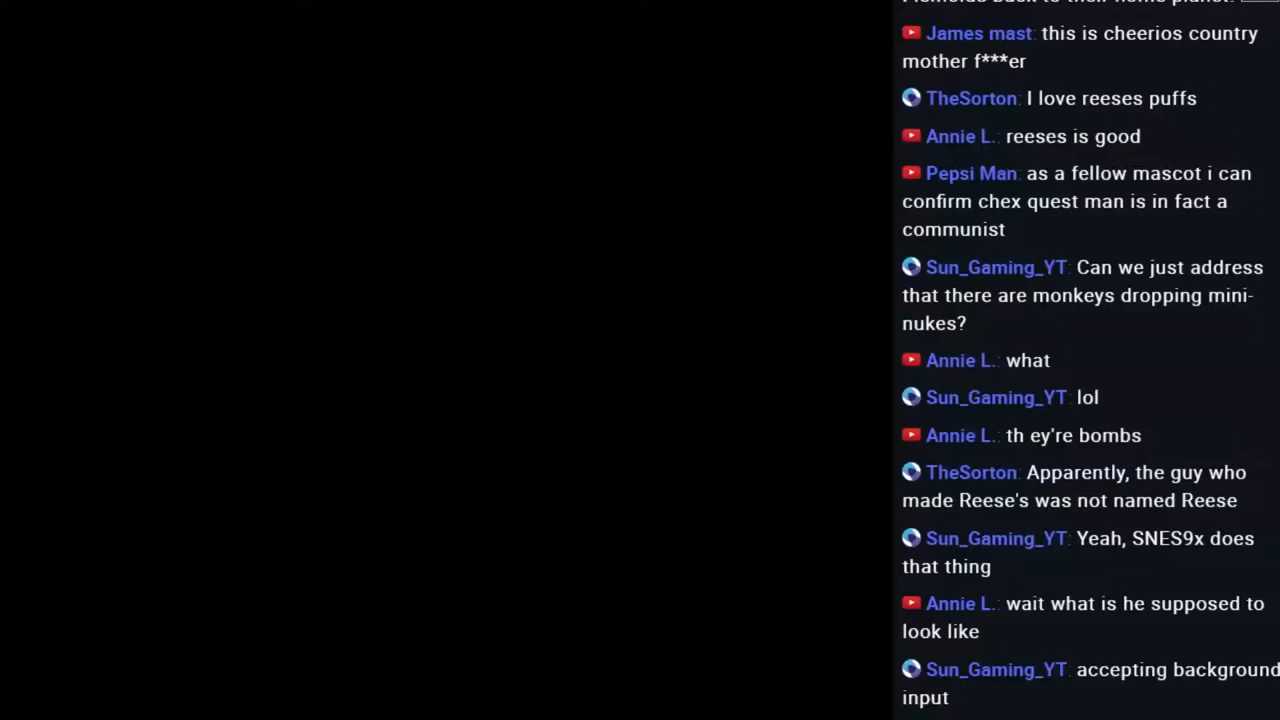 James mast: this is cheerios country
mother f***er
TheSorton: I love reeses puffs
Annie L.: reeses is good
Pepsi Man: as a fellow mascot i can
confirm chex quest man is in fact a
communist
Sun_Gaming_YT: Can we just address
that there are monkeys dropping mini-
nukes?
Annie L.: what
Sun_Gaming_YT: lol
Annie L.: th ey're bombs
TheSorton: Apparently, the guy who
made Reese's was not named Reese
Sun_Gaming_YT: Yeah, SNES9x does
that thing
Annie L.: wait what is he supposed to
look like
Sun_Gaming_YT: accepting background
input